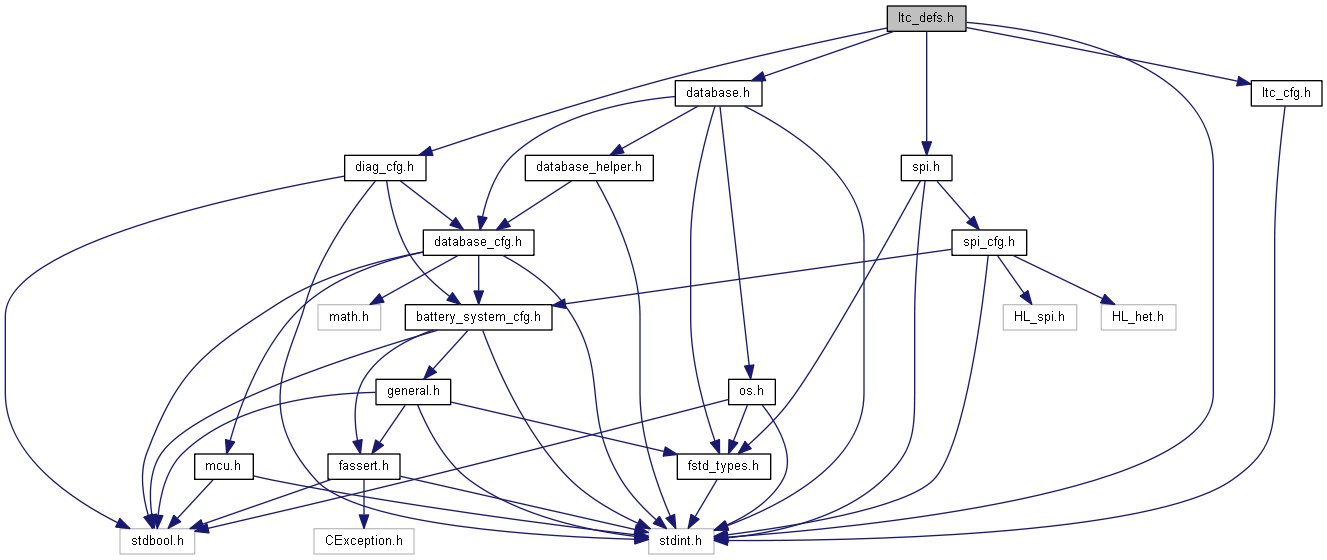 ltc_defs.h
database.h
ltc_cfg.h
diag_cfg.h
database_helper.h
spi.h
database_cfg.h
spi_cfg.h
math.h
battery_system_cfg.h
HL_spi.h
HL_het.h
general.h
os.h
mcu.h
fassert.h
fstd_types.h
stdbool.h
CException.h
stdint.h